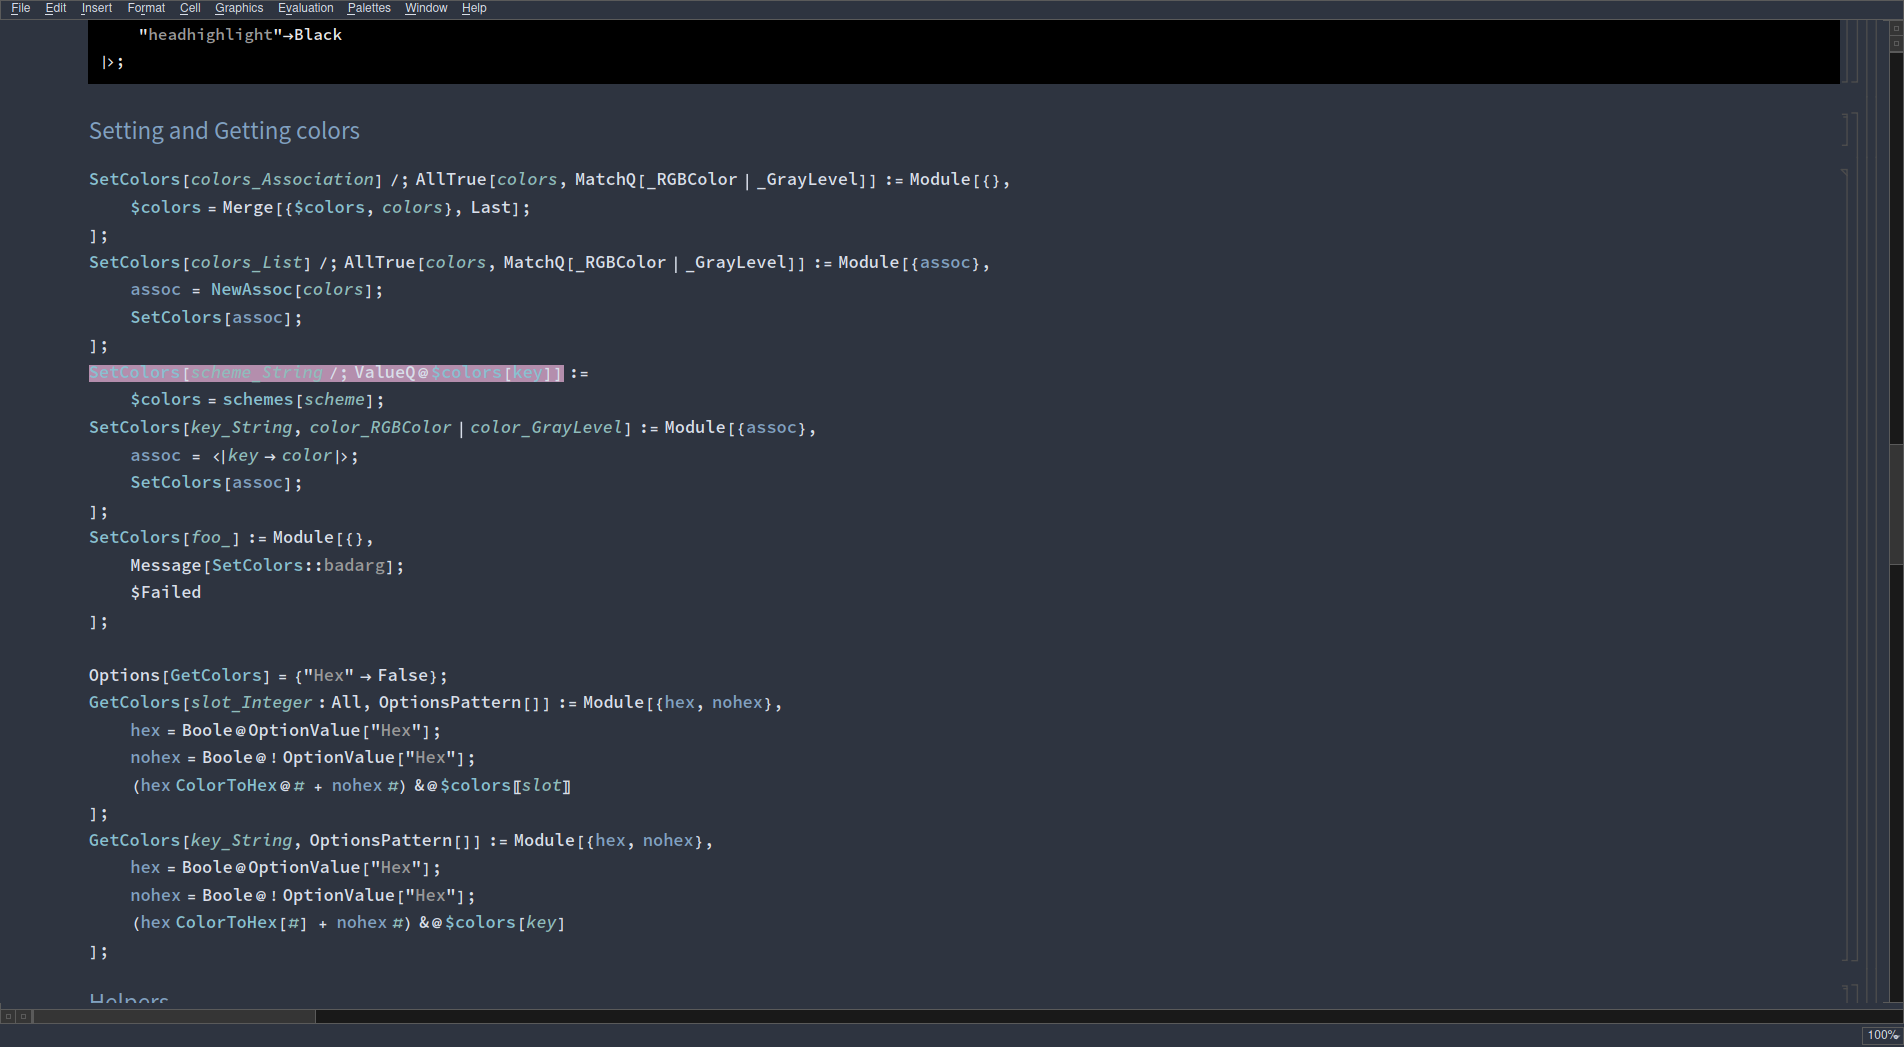 File Edit Insert Format Cell Graphics Evaluation Palettes Window Help
"headhighlight"→Black
|>;
Setting and Getting colors
SetColors[colors_Association] /; AllTrue[colors, MatchQ[_RGBColor | _GrayLevel]] := Module[{},
$colors = Merge[{$colors, colors}, Last];
];
SetColors[colors_List] /; AllTrue[colors, MatchQ[_RGBColor | _GrayLevel]] := Module[{assoc},
assoc = NewAssoc[colors];
SetColors[assoc];
];
SetColors[scheme_String /; ValueQ@$colors[key]] :=
$colors = schemes[scheme];
SetColors[key_String, color_RGBColor | color_GrayLevel] := Module[{assoc},
assoc = <|key → color|>;
SetColors[assoc];
];
SetColors[foo_] := Module[{},
Message[SetColors::badarg];
$Failed
];
Options[GetColors] = {"Hex" → False};
GetColors[slot_Integer : All, OptionsPattern[]] := Module[{hex, nohex},
hex = Boole@OptionValue["Hex"];
nohex = Boole@!OptionValue["Hex"];
(hex ColorToHex@# + nohex #) &@$colors⟦slot⟧
];
GetColors[key_String, OptionsPattern[]] := Module[{hex, nohex},
hex = Boole@OptionValue["Hex"];
nohex = Boole@!OptionValue["Hex"];
(hex ColorToHex[#] + nohex #) &@$colors[key]
];
Helpers
100%